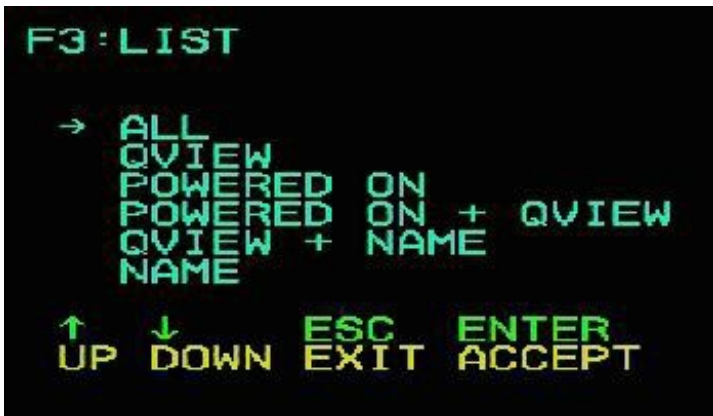 F3:LIST
→ ALL
QVIEW
POWERED ON
POWERED ON + QVIEW
QVIEW + NAME
NAME
↑ ↓ ESC ENTER
UP DOWN EXIT ACCEPT